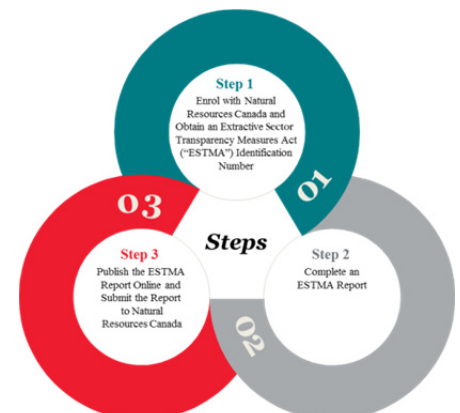 Step 1
Enrol with Natural
Resources Canada and
Obtain an Extractive Sector
Transparency Measures Act
(“ESTMA”) Identification
Number
01
03
Steps
Step 3
Publish the ESTMA
Report Online and
Submit the Report
to Natural
Resources Canada
Step 2
Complete an
ESTMA Report
02